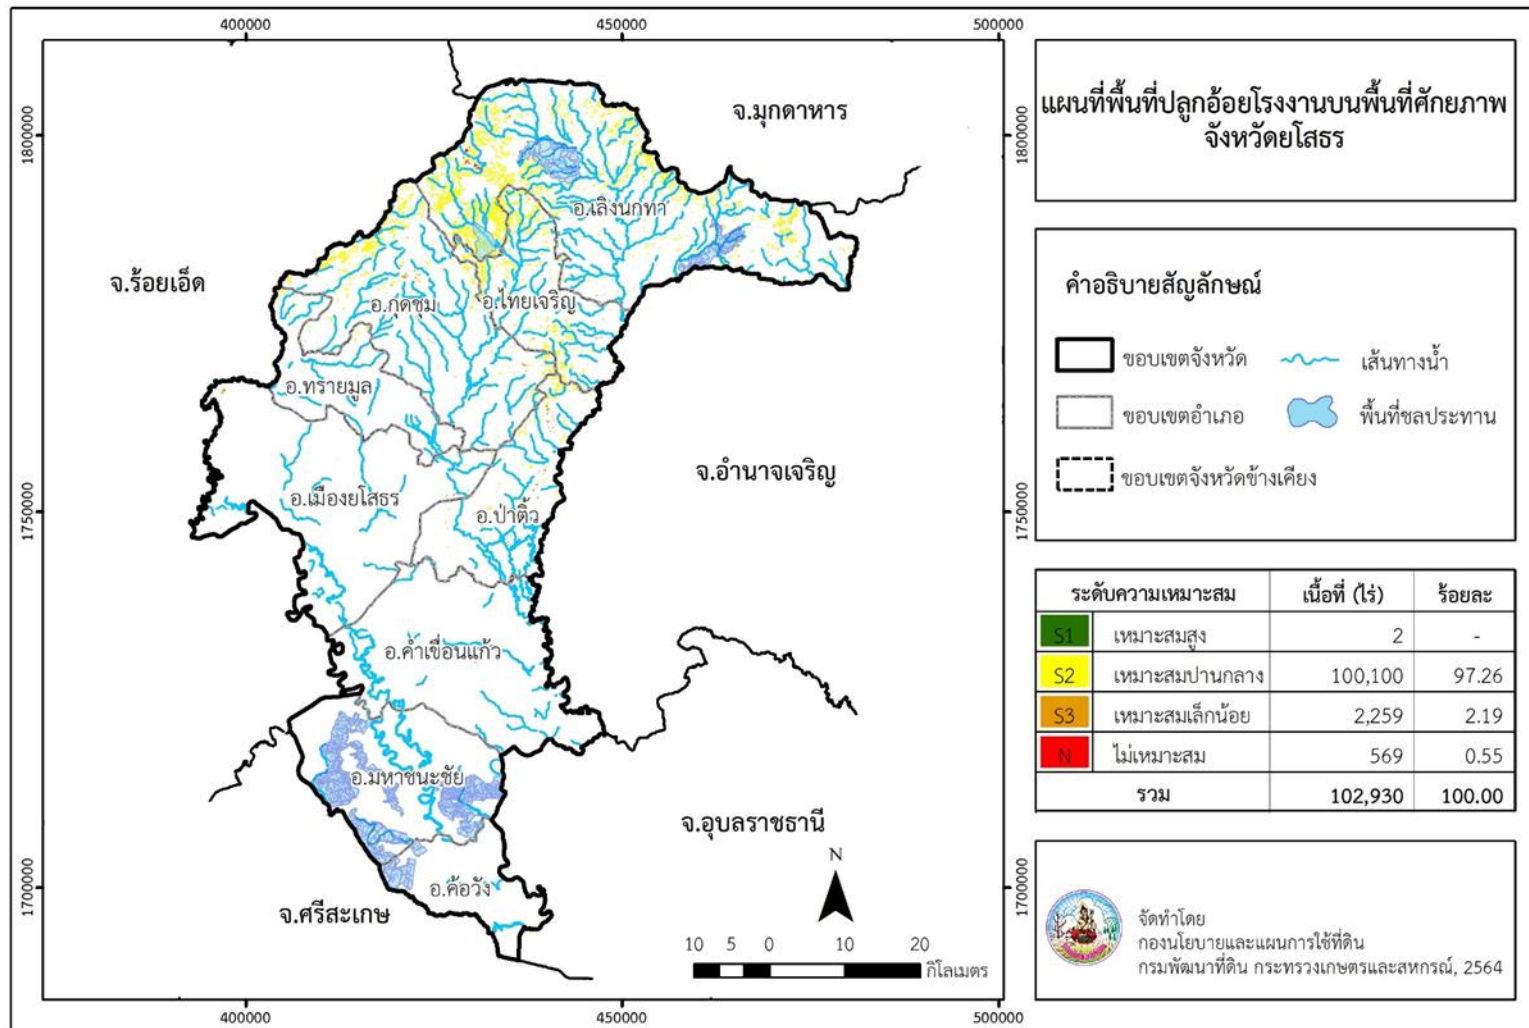 400000
450000
500000
1800000
1800000
แผนที่พื้นที่ปลูกอ้อยโรงงานบนพื้นที่ศักยภาพ
จังหวัดยโสธร
จ.มุกดาหาร
อ.เลิงนกทา
จ.ร้อยเอ็ด
อ.กุดชุม
อ.ไทยเจริญ
อ.ทรายมูล
จ.อำนาจเจริญ
อ.เมืองยโสธร
อ.ป่าติ้ว
1750000
1750000
อ.คำเขื่อนแก้ว
อ.มหาชนะชัย
จ.อุบลราชธานี
อ.ค้อวัง
จ.ศรีสะเกษ
1700000
1700000
N
10 5 0 10 20
กิโลเมตร
400000
450000
500000
คำอธิบายสัญลักษณ์
ขอบเขตจังหวัด
เส้นทางน้ำ
ขอบเขตอำเภอ
พื้นที่ชลประทาน
ขอบเขตจังหวัดข้างเคียง
ระดับความเหมาะสม เนื้อที่ (ไร่) ร้อยละ
S1 เหมาะสมสูง 2 -
S2 เหมาะสมปานกลาง 100,100 97.26
S3 เหมาะสมเล็กน้อย 2,259 2.19
N ไม่เหมาะสม 569 0.55
รวม 102,930 100.00
จัดทำโดย
กองนโยบายและแผนการใช้ที่ดิน
กรมพัฒนาที่ดิน กระทรวงเกษตรและสหกรณ์, 2564